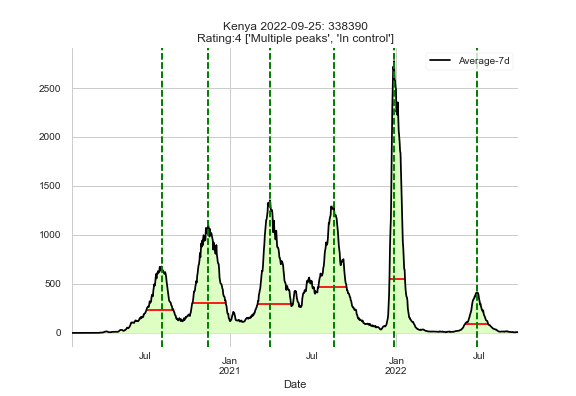 Kenya 2022-09-25: 338390
Rating:4 ['Multiple peaks', 'In control']
Average-7d
2500
2000
1500
1000
500
0
Jul
Jan
2021
Jul
Jan
2022
Jul
Date